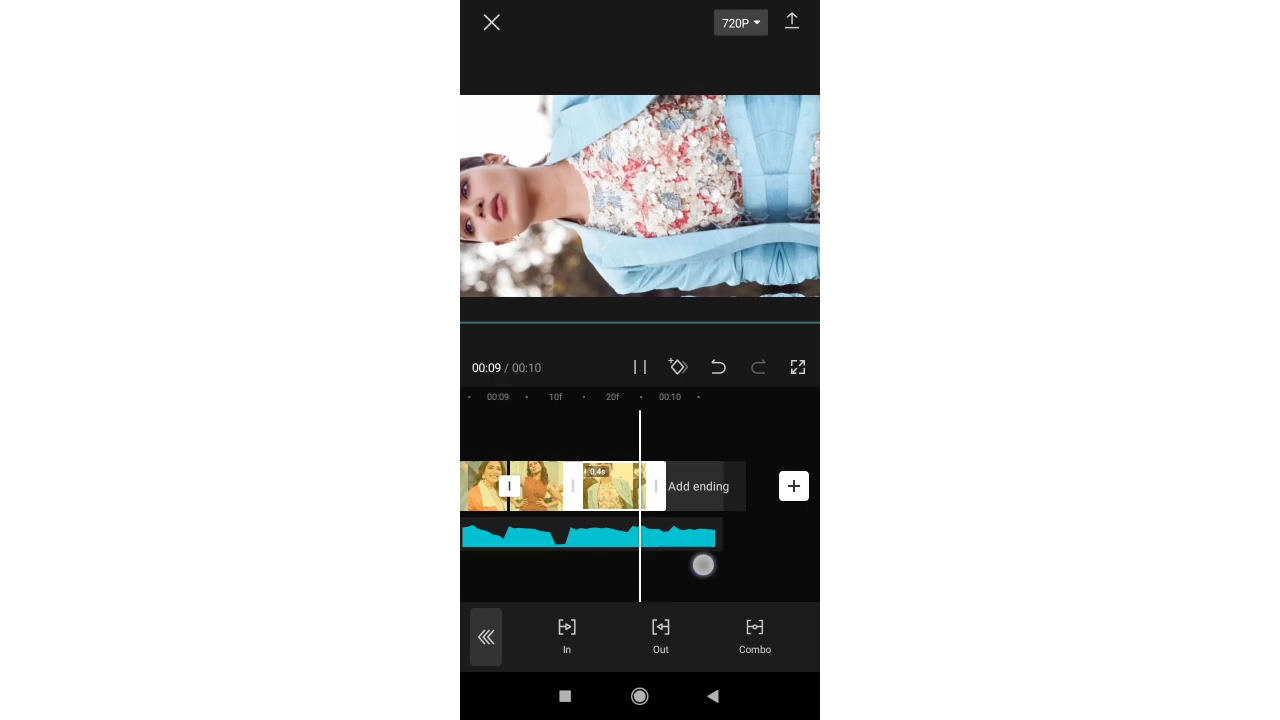 720P
00:09 / 00:10
00:09 10f 20f 00:10
0.4s
Add ending
In Out Combo